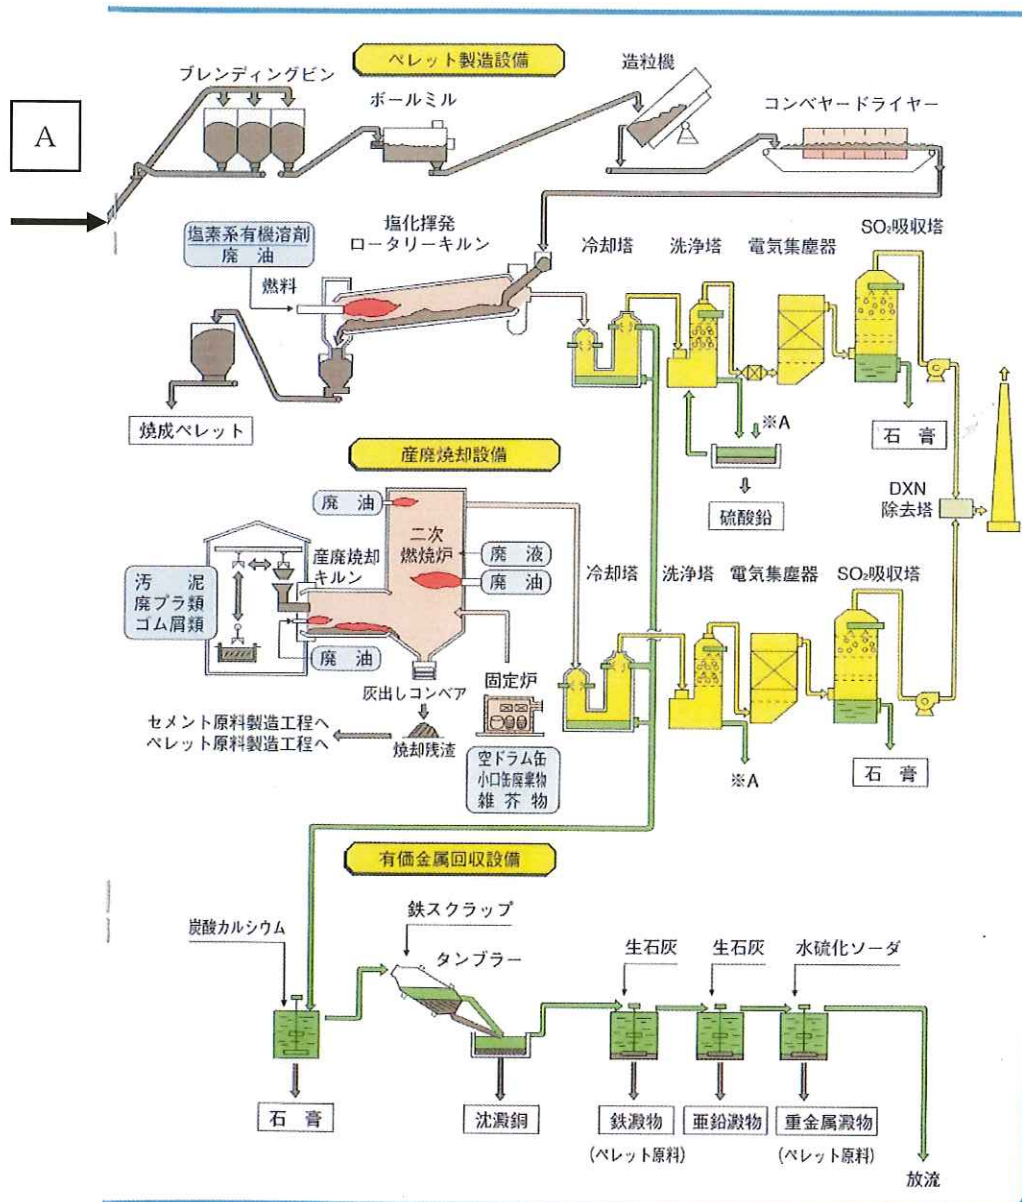 ペレット製造設備
ブレンディングビン
ボールミル
造粒機
コンベヤードライヤー
A
塩素系有機溶剤
廃油
燃料
塩化揮発
ロータリーキルン
冷却塔
洗浄塔
電気集塵器
SO₂吸収塔
焼成ペレット
※A
硫酸鉛
石膏
DXN
除去塔
産廃焼却設備
廃油
二次
燃焼炉
廃液
廃油
産廃焼却
キルン
汚泥
廃プラ類
ゴム屑類
廃油
冷却塔
洗浄塔
電気集塵器
SO₂吸収塔
灰出しコンベア
固定炉
セメント原料製造工程へ
ペレット原料製造工程へ
焼却残渣
空ドラム缶
小口缶廃棄物
雑芥物
※A
石膏
有価金属回収設備
炭酸カルシウム
鉄スクラップ
タンブラー
生石灰
生石灰
水硫化ソーダ
石膏
沈澱銅
鉄澱物
亜鉛澱物
重金属澱物
(ペレット原料)
(ペレット原料)
放流